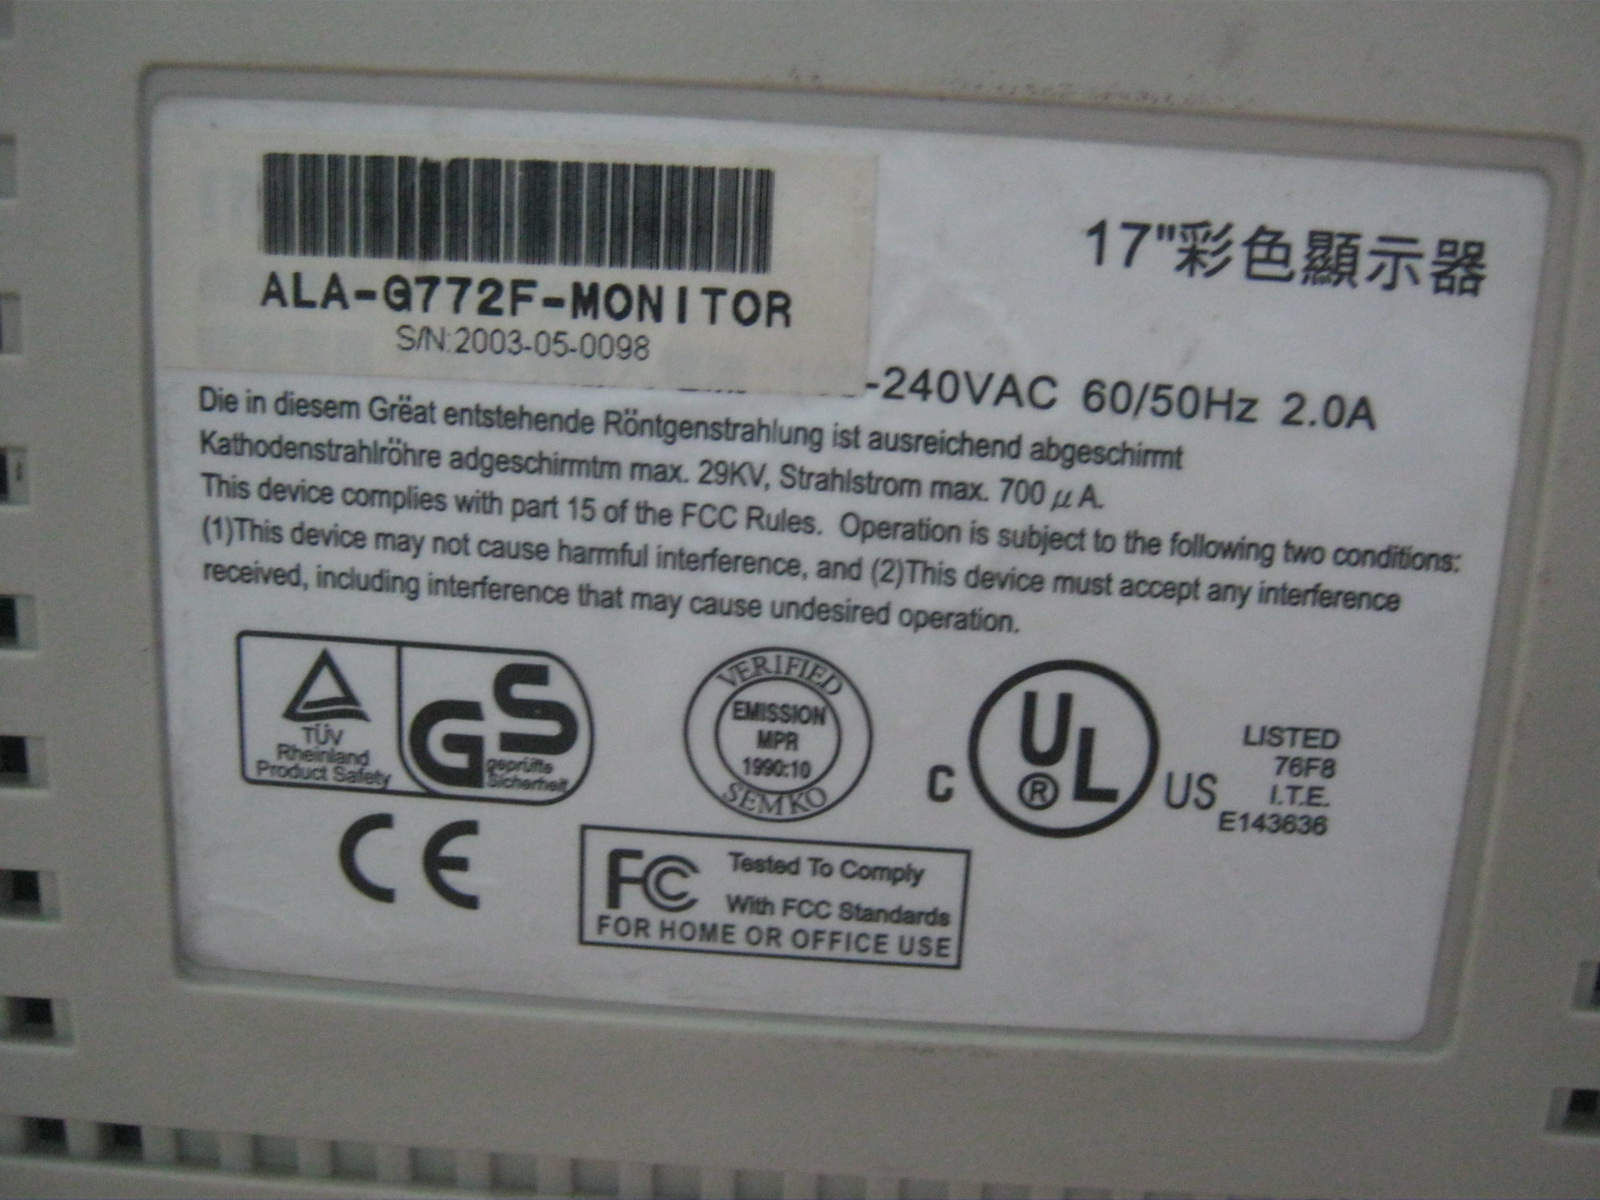 ALA-G772F-MONITOR
S/N:2003-05-0098
17"彩色顯示器
-240VAC 60/50Hz 2.0A
Die in diesem Grëat entstehende Röntgenstrahlung ist ausreichend abgeschirmt
Kathodenstrahlröhre adgeschirmtm max. 29KV, Strahlstrom max. 700 μA.
This device complies with part 15 of the FCC Rules. Operation is subject to the following two conditions:
(1)This device may not cause harmful interference, and (2)This device must accept any interference
received, including interference that may cause undesired operation.
TÜV
Rheinland
Product Safety
GS
geprüfte
Sicherheit
VERIFIED
EMISSION
MPR
1990:10
SEMKO
C UL ® US
LISTED
76F8
I.T.E.
E143636
CE
FC Tested To Comply
With FCC Standards
FOR HOME OR OFFICE USE